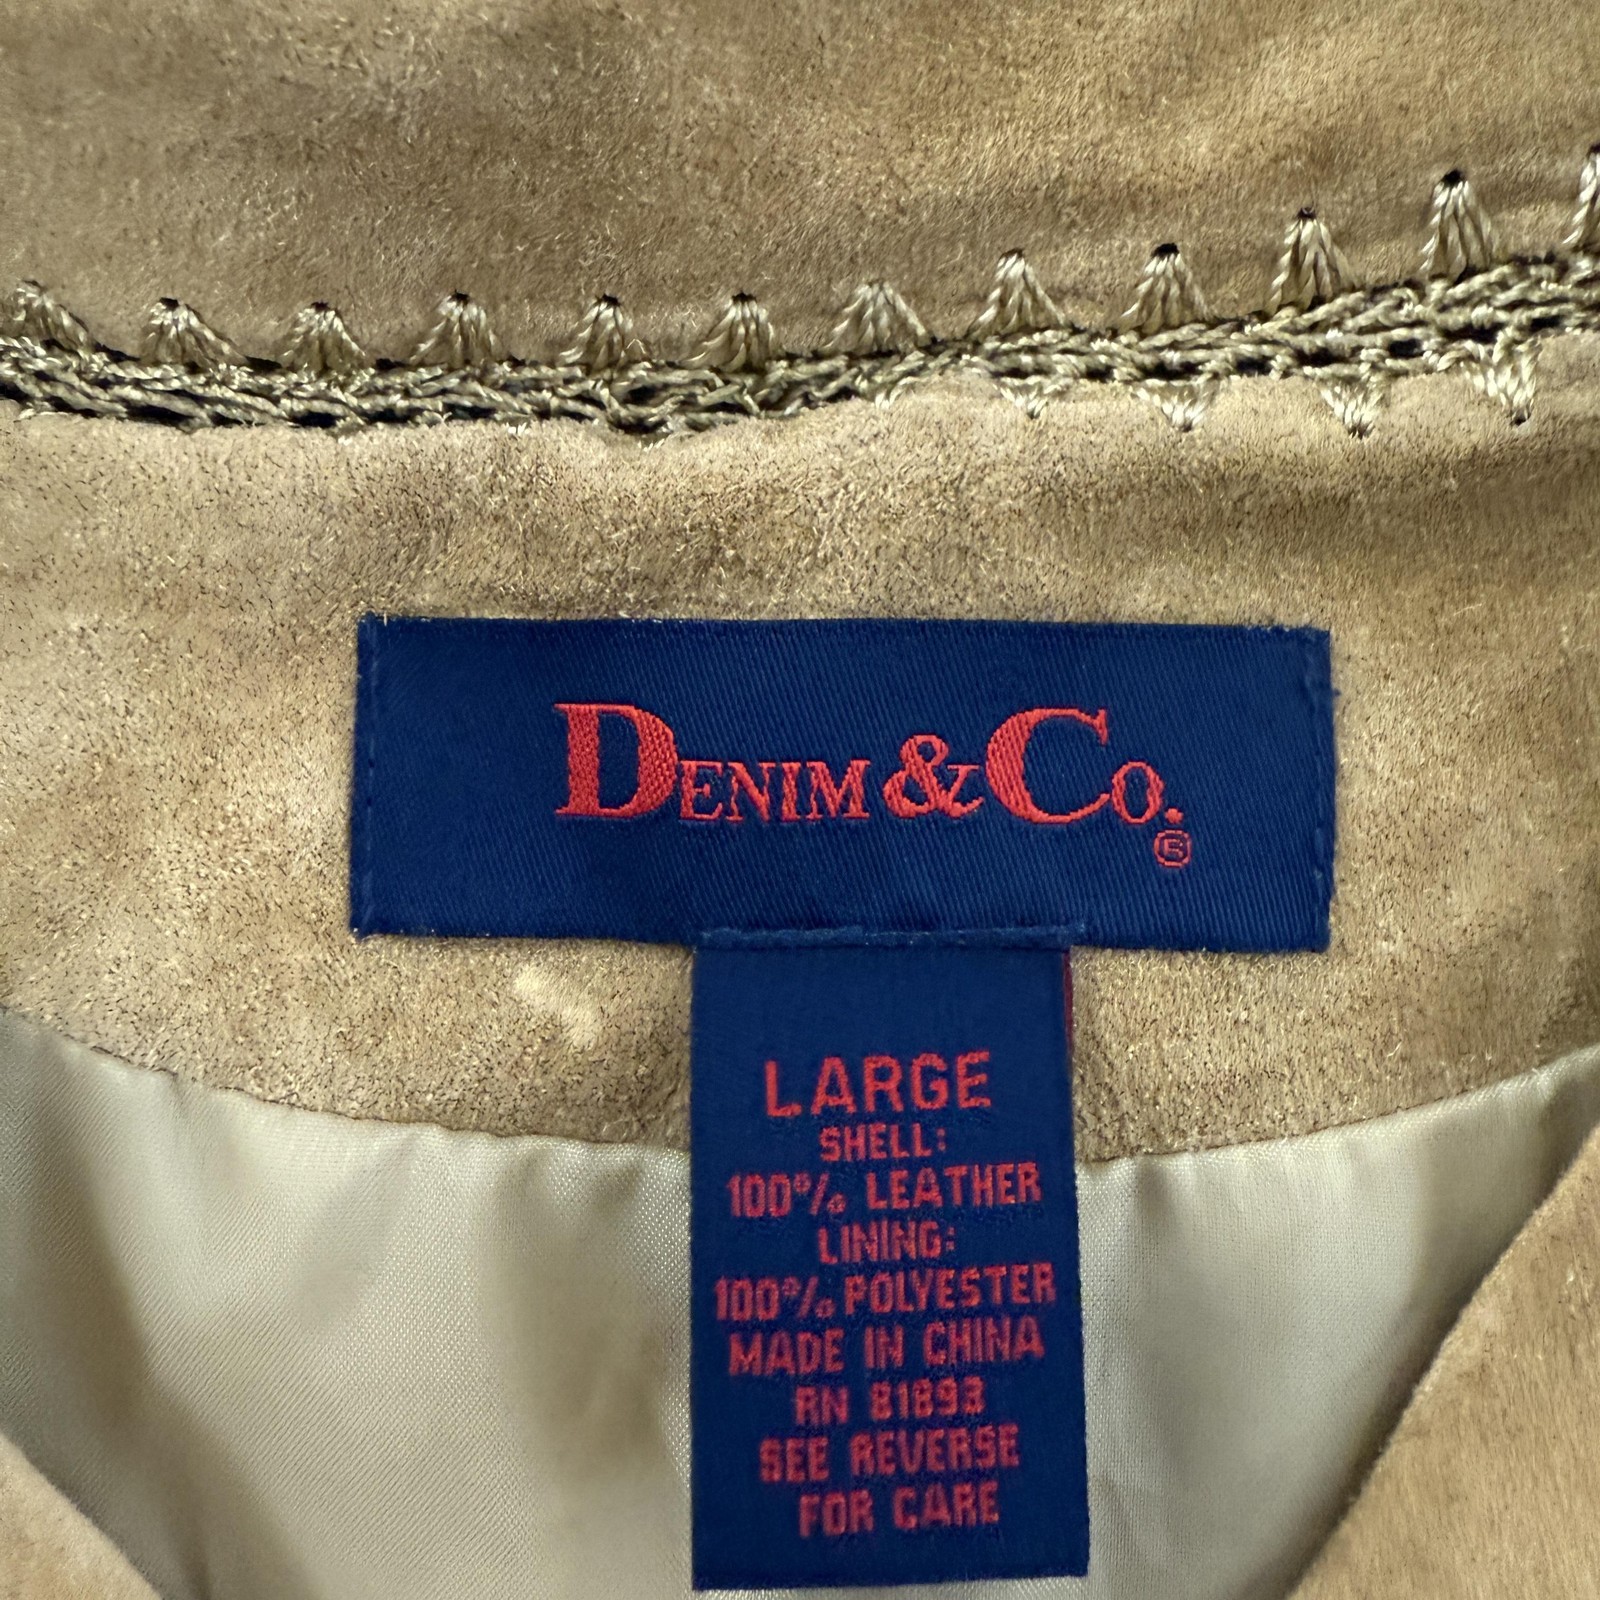 DENIM & CO.®
LARGE
SHELL:
100% LEATHER
LINING:
100% POLYESTER
MADE IN CHINA
RN 81893
SEE REVERSE
FOR CARE